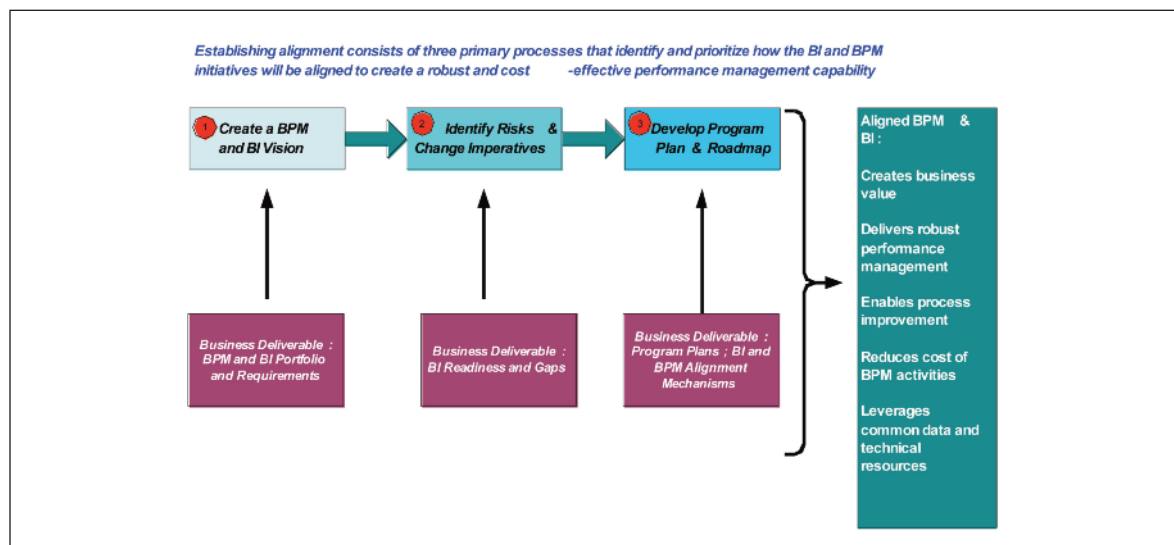 Establishing alignment consists of three primary processes that identify and prioritize how the BI and BPM
initiatives will be aligned to create a robust and cost -effective performance management capability
1 Create a BPM
and BI Vision
2 Identify Risks &
Change Imperatives
3 Develop Program
Plan & Roadmap
Business Deliverable :
BPM and BI Portfolio
and Requirements
Business Deliverable :
BI Readiness and Gaps
Business Deliverable :
Program Plans ; BI and
BPM Alignment
Mechanisms
Aligned BPM &
BI :
Creates business
value
Delivers robust
performance
management
Enables process
improvement
Reduces cost of
BPM activities
Leverages
common data and
technical
resources